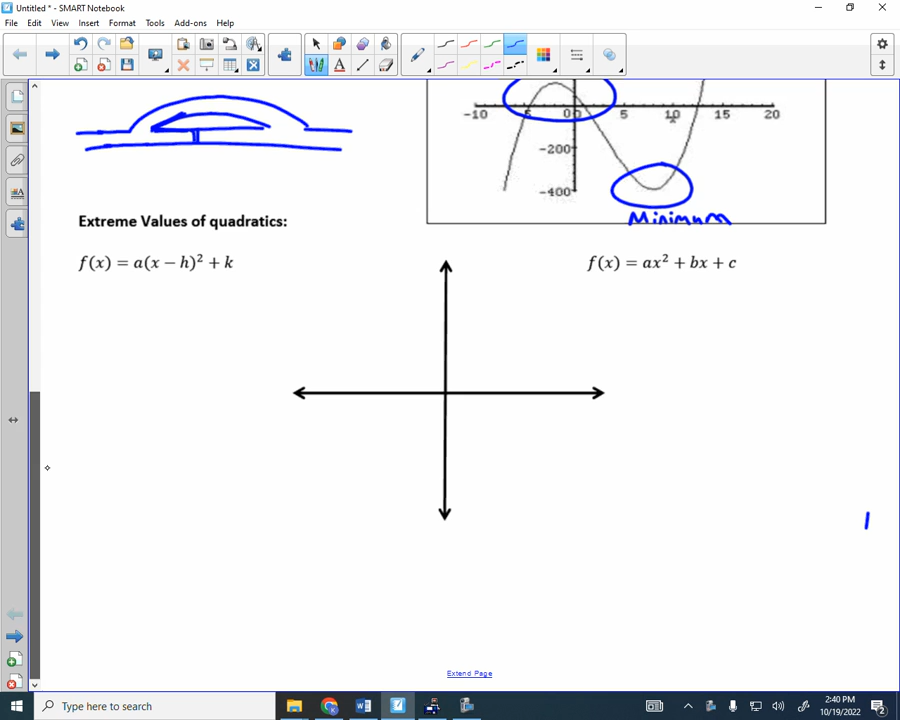 Untitled * - SMART Notebook
File Edit View Insert Format Tools Add-ons Help
-10 -5 0 0 5 10 15 20
-200
-400
Minimum
Extreme Values of quadratics:
f(x) = a(x − h)² + k
f(x) = ax² + bx + c
Extend Page
Type here to search
2:40 PM
10/19/2022
2